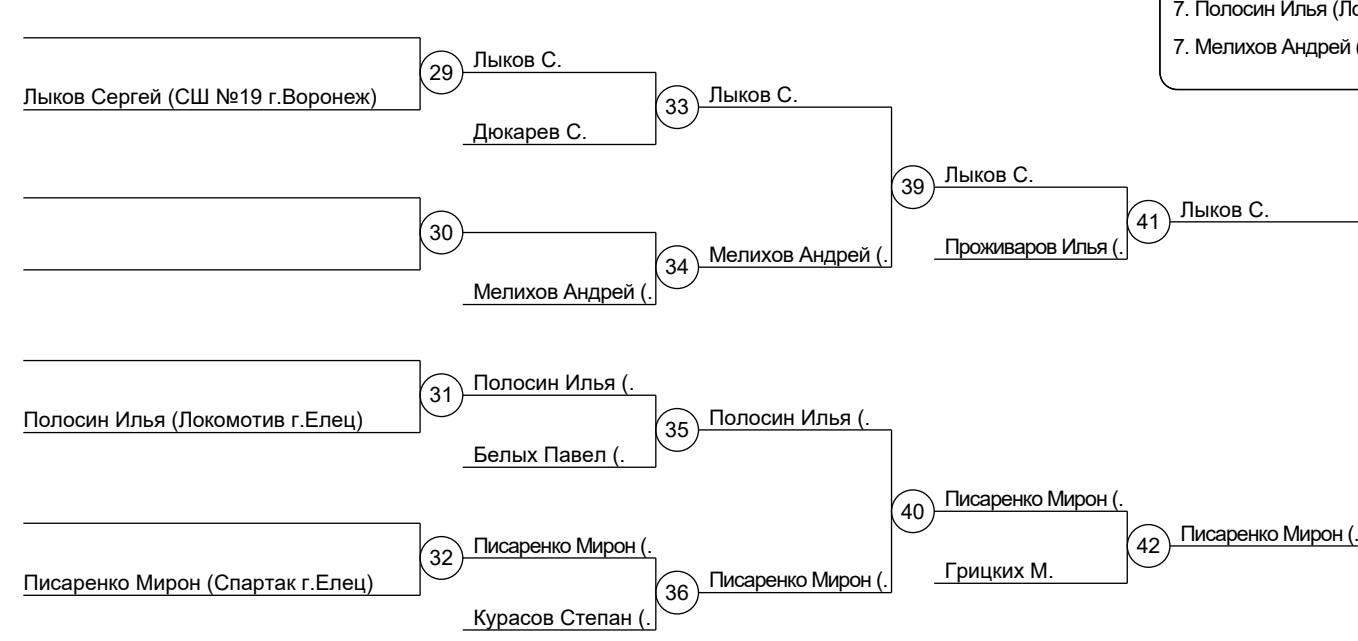 7. Полосин Илья (Ло
7. Мелихов Андрей (
29
Лыков С.
Лыков Сергей (СШ №19 г.Воронеж)
33
Лыков С.
Дюкарев С.
39
Лыков С.
41
Лыков С.
30
34
Мелихов Андрей (.
Проживаров Илья (.
Мелихов Андрей (.
31
Полосин Илья (.
Полосин Илья (Локомотив г.Елец)
35
Полосин Илья (.
Белых Павел (.
40
Писаренко Мирон (.
42
Писаренко Мирон (.
32
Писаренко Мирон (.
Писаренко Мирон (Спартак г.Елец)
36
Писаренко Мирон (.
Грицких М.
Курасов Степан (.